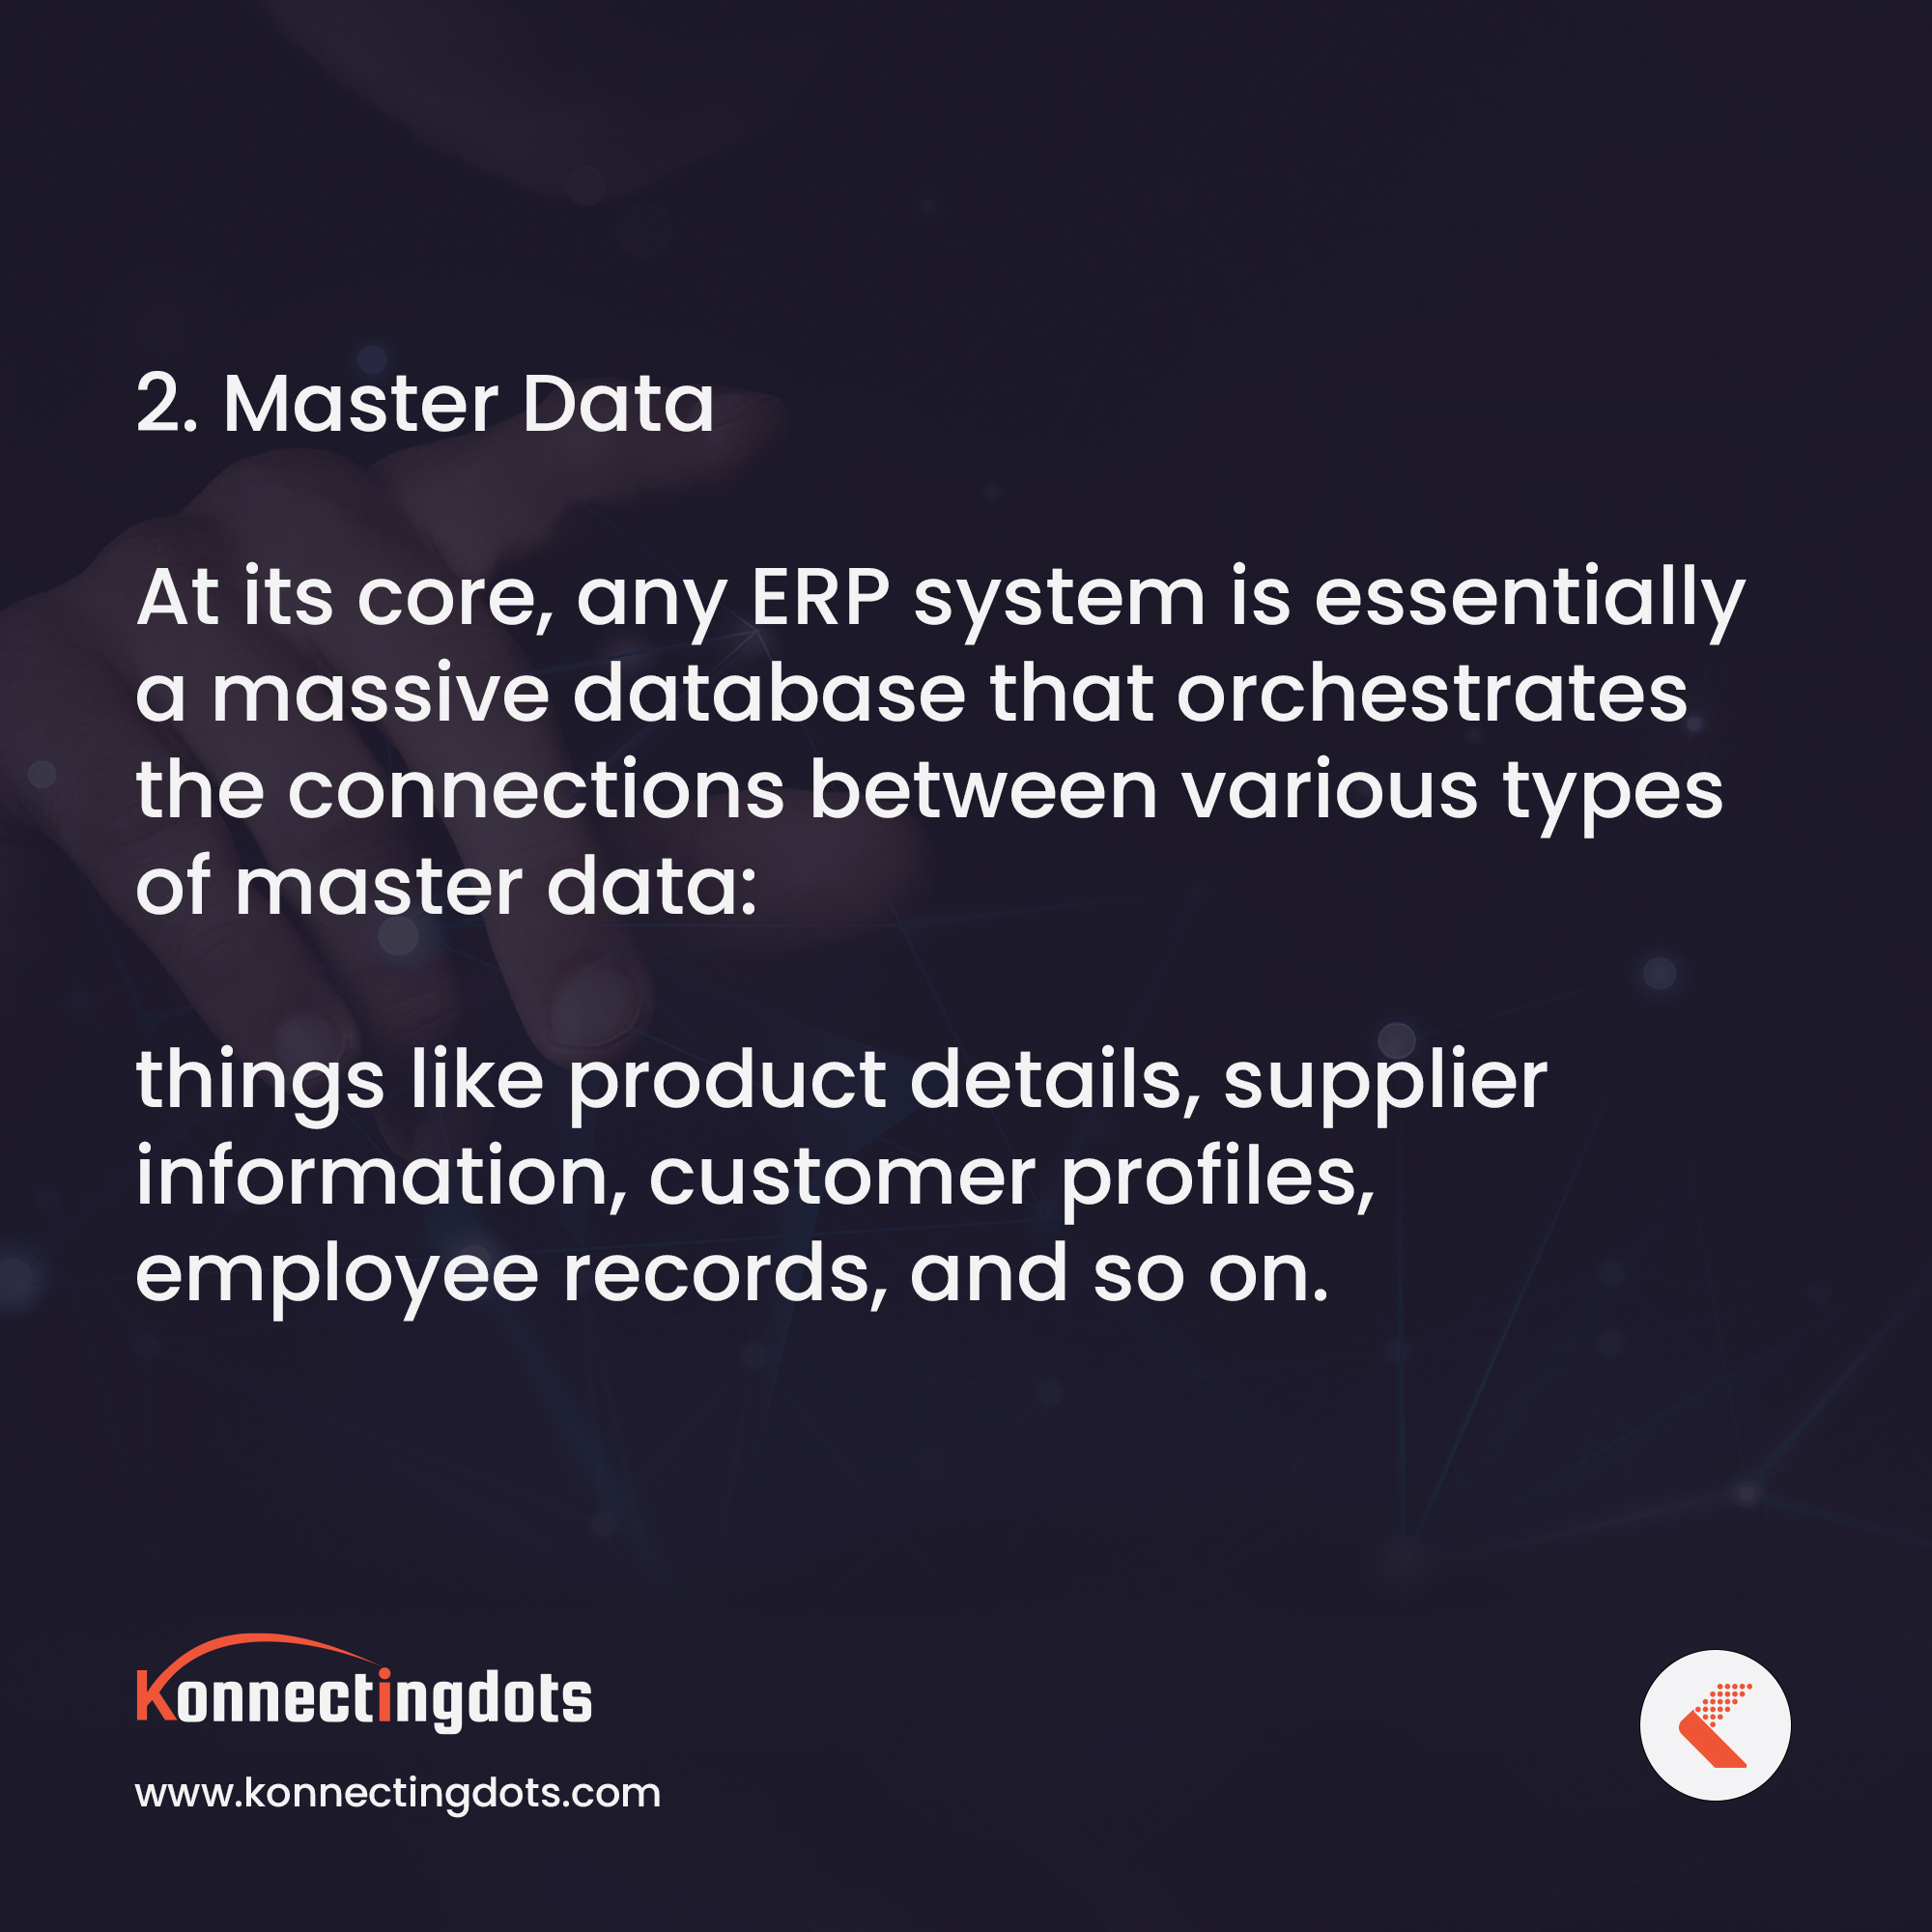 2. Master Data
At its core, any ERP system is essentially
a massive database that orchestrates
the connections between various types
of master data:
things like product details, supplier
information, customer profiles,
employee records, and so on.
Konnectingdots
www.konnectingdots.com